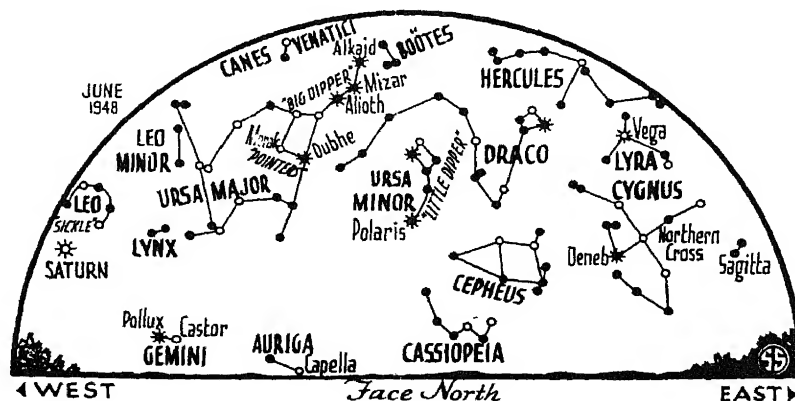 CANES VENATICI
Alkaid
BOÖTES
HERCULES
JUNE
1948
"BIG DIPPER"
Mizar
Alioth
LEO
MINOR
Merak
Dubhe
"POINTERS"
DRACO
Vega
LYRA
URSA MAJOR
URSA
MINOR
"LITTLE DIPPER"
CYGNUS
LEO
"SICKLE"
Polaris
LYNX
SATURN
Deneb
Northern
Cross
Sagitta
CEPHEUS
Pollux
Castor
GEMINI
AURIGA
Capella
CASSIOPEIA
SS
WEST
Face North
EAST